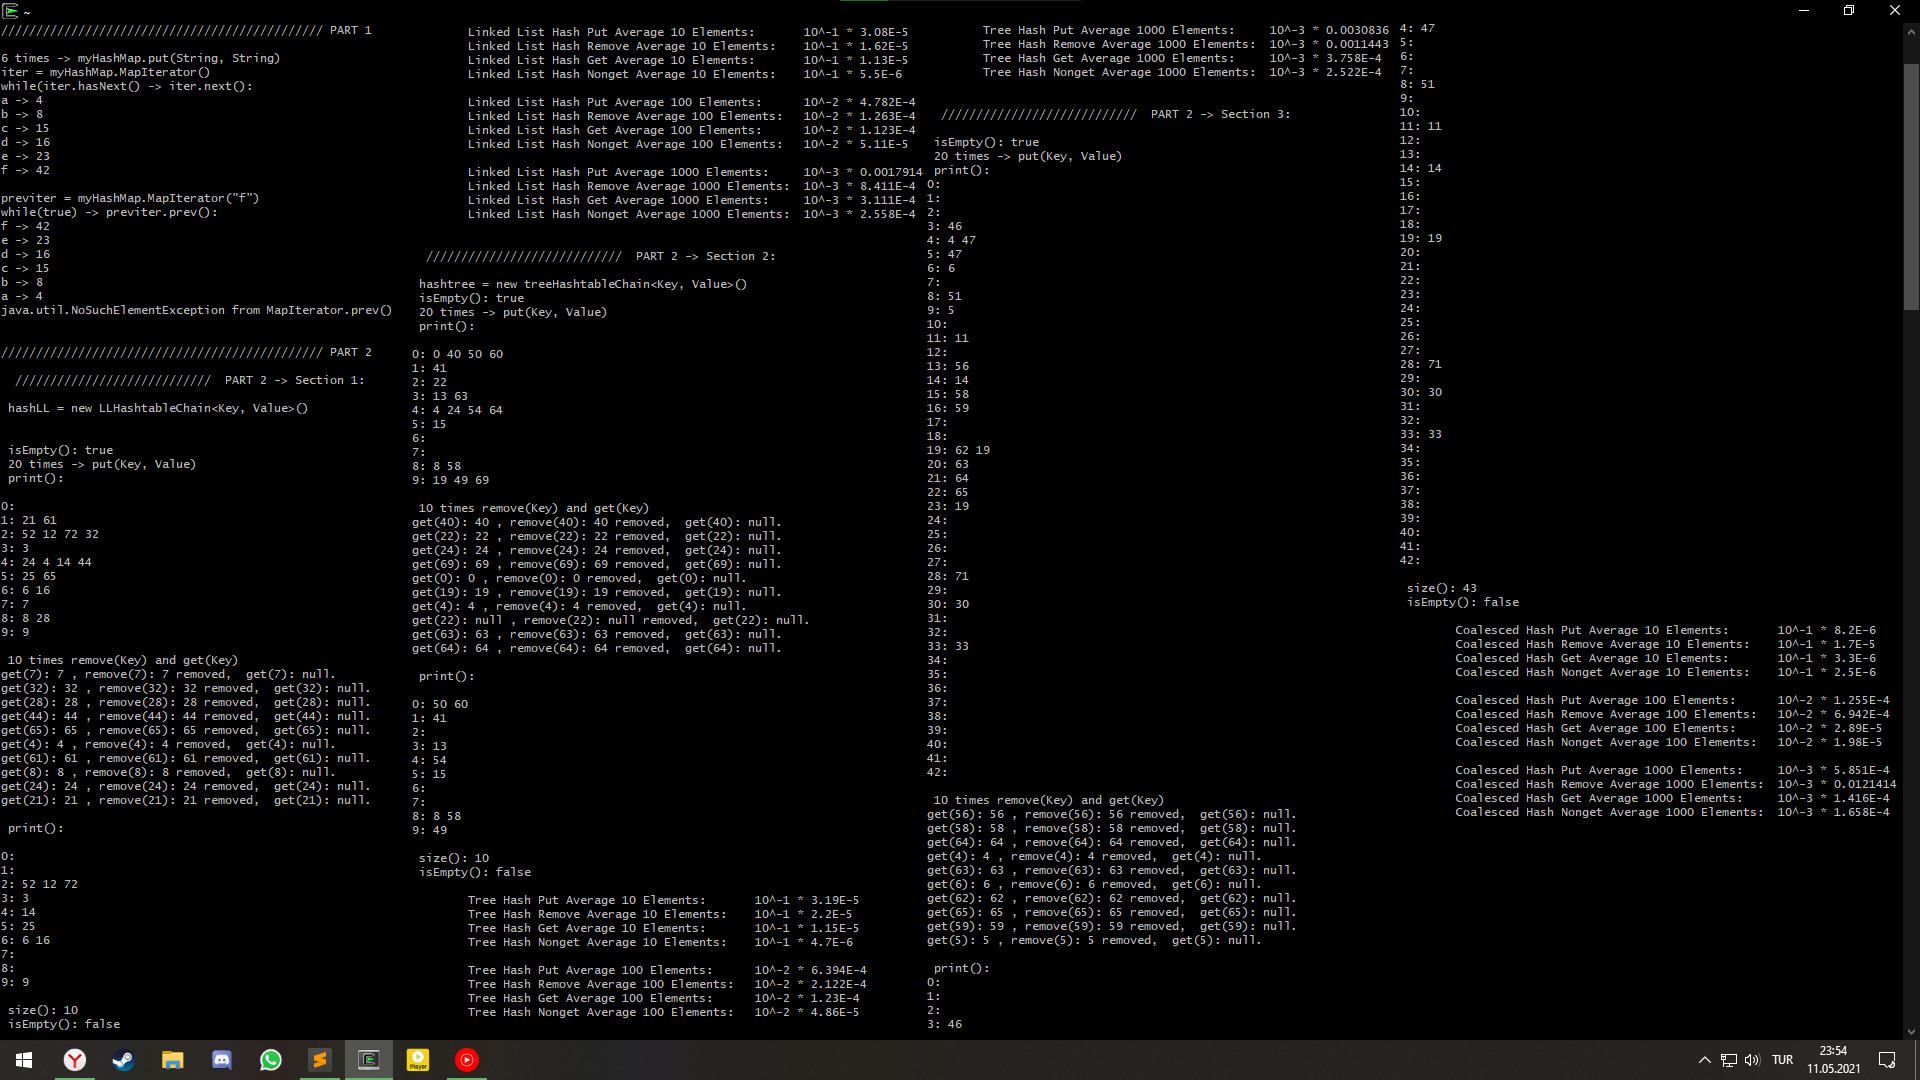 ~
//////////////////////////////////////////////  PART 1
6 times -> myHashMap.put(String, String)
iter = myHashMap.MapIterator()
while(iter.hasNext() -> iter.next():
a -> 4
b -> 8
c -> 15
d -> 16
e -> 23
f -> 42
previter = myHashMap.MapIterator("f")
while(true) -> previter.prev():
f -> 42
e -> 23
d -> 16
c -> 15
b -> 8
a -> 4
java.util.NoSuchElementException from MapIterator.prev()
//////////////////////////////////////////////  PART 2
////////////////////////////  PART 2 -> Section 1:
hashLL = new LLHashtableChain<Key, Value>()
isEmpty(): true
20 times -> put(Key, Value)
print():
0:
1: 21 61
2: 52 12 72 32
3: 3
4: 24 4 14 44
5: 25 65
6: 6 16
7: 7
8: 8 28
9: 9
10 times remove(Key) and get(Key)
get(7): 7 , remove(7): 7 removed,  get(7): null.
get(32): 32 , remove(32): 32 removed,  get(32): null.
get(28): 28 , remove(28): 28 removed,  get(28): null.
get(44): 44 , remove(44): 44 removed,  get(44): null.
get(65): 65 , remove(65): 65 removed,  get(65): null.
get(4): 4 , remove(4): 4 removed,  get(4): null.
get(61): 61 , remove(61): 61 removed,  get(61): null.
get(8): 8 , remove(8): 8 removed,  get(8): null.
get(24): 24 , remove(24): 24 removed,  get(24): null.
get(21): 21 , remove(21): 21 removed,  get(21): null.
print():
0:
1:
2: 52 12 72
3: 3
4: 14
5: 25
6: 6 16
7:
8:
9: 9
size(): 10
isEmpty(): false
Linked List Hash Put Average 10 Elements:       10^-1 * 3.08E-5
Linked List Hash Remove Average 10 Elements:    10^-1 * 1.62E-5
Linked List Hash Get Average 10 Elements:       10^-1 * 1.13E-5
Linked List Hash Nonget Average 10 Elements:    10^-1 * 5.5E-6
Linked List Hash Put Average 100 Elements:      10^-2 * 4.782E-4
Linked List Hash Remove Average 100 Elements:   10^-2 * 1.263E-4
Linked List Hash Get Average 100 Elements:      10^-2 * 1.123E-4
Linked List Hash Nonget Average 100 Elements:   10^-2 * 5.11E-5
Linked List Hash Put Average 1000 Elements:     10^-3 * 0.0017914
Linked List Hash Remove Average 1000 Elements:  10^-3 * 8.411E-4
Linked List Hash Get Average 1000 Elements:     10^-3 * 3.111E-4
Linked List Hash Nonget Average 1000 Elements:  10^-3 * 2.558E-4
////////////////////////////  PART 2 -> Section 2:
hashtree = new treeHashtableChain<Key, Value>()
isEmpty(): true
20 times -> put(Key, Value)
print():
0: 0 40 50 60
1: 41
2: 22
3: 13 63
4: 4 24 54 64
5: 15
6:
7:
8: 8 58
9: 19 49 69
10 times remove(Key) and get(Key)
get(40): 40 , remove(40): 40 removed,  get(40): null.
get(22): 22 , remove(22): 22 removed,  get(22): null.
get(24): 24 , remove(24): 24 removed,  get(24): null.
get(69): 69 , remove(69): 69 removed,  get(69): null.
get(0): 0 , remove(0): 0 removed,  get(0): null.
get(19): 19 , remove(19): 19 removed,  get(19): null.
get(4): 4 , remove(4): 4 removed,  get(4): null.
get(22): null , remove(22): null removed,  get(22): null.
get(63): 63 , remove(63): 63 removed,  get(63): null.
get(64): 64 , remove(64): 64 removed,  get(64): null.
print():
0: 50 60
1: 41
2:
3: 13
4: 54
5: 15
6:
7:
8: 8 58
9: 49
size(): 10
isEmpty(): false
Tree Hash Put Average 10 Elements:       10^-1 * 3.19E-5
Tree Hash Remove Average 10 Elements:    10^-1 * 2.2E-5
Tree Hash Get Average 10 Elements:       10^-1 * 1.15E-5
Tree Hash Nonget Average 10 Elements:    10^-1 * 4.7E-6
Tree Hash Put Average 100 Elements:      10^-2 * 6.394E-4
Tree Hash Remove Average 100 Elements:   10^-2 * 2.122E-4
Tree Hash Get Average 100 Elements:      10^-2 * 1.23E-4
Tree Hash Nonget Average 100 Elements:   10^-2 * 4.86E-5
Tree Hash Put Average 1000 Elements:     10^-3 * 0.0030836
Tree Hash Remove Average 1000 Elements:  10^-3 * 0.0011443
Tree Hash Get Average 1000 Elements:     10^-3 * 3.758E-4
Tree Hash Nonget Average 1000 Elements:  10^-3 * 2.522E-4
////////////////////////////  PART 2 -> Section 3:
isEmpty(): true
20 times -> put(Key, Value)
print():
0:
1:
2:
3: 46
4: 4 47
5: 47
6: 6
7:
8: 51
9: 5
10:
11: 11
12:
13: 56
14: 14
15: 58
16: 59
17:
18:
19: 62 19
20: 63
21: 64
22: 65
23: 19
24:
25:
26:
27:
28: 71
29:
30: 30
31:
32:
33: 33
34:
35:
36:
37:
38:
39:
40:
41:
42:
10 times remove(Key) and get(Key)
get(56): 56 , remove(56): 56 removed,  get(56): null.
get(58): 58 , remove(58): 58 removed,  get(58): null.
get(64): 64 , remove(64): 64 removed,  get(64): null.
get(4): 4 , remove(4): 4 removed,  get(4): null.
get(63): 63 , remove(63): 63 removed,  get(63): null.
get(6): 6 , remove(6): 6 removed,  get(6): null.
get(62): 62 , remove(62): 62 removed,  get(62): null.
get(65): 65 , remove(65): 65 removed,  get(65): null.
get(59): 59 , remove(59): 59 removed,  get(59): null.
get(5): 5 , remove(5): 5 removed,  get(5): null.
print():
0:
1:
2:
3: 46
4: 47
5:
6:
7:
8: 51
9:
10:
11: 11
12:
13:
14: 14
15:
16:
17:
18:
19: 19
20:
21:
22:
23:
24:
25:
26:
27:
28: 71
29:
30: 30
31:
32:
33: 33
34:
35:
36:
37:
38:
39:
40:
41:
42:
size(): 43
isEmpty(): false
Coalesced Hash Put Average 10 Elements:       10^-1 * 8.2E-6
Coalesced Hash Remove Average 10 Elements:    10^-1 * 1.7E-5
Coalesced Hash Get Average 10 Elements:       10^-1 * 3.3E-6
Coalesced Hash Nonget Average 10 Elements:    10^-1 * 2.5E-6
Coalesced Hash Put Average 100 Elements:      10^-2 * 1.255E-4
Coalesced Hash Remove Average 100 Elements:   10^-2 * 6.942E-4
Coalesced Hash Get Average 100 Elements:      10^-2 * 2.89E-5
Coalesced Hash Nonget Average 100 Elements:   10^-2 * 1.98E-5
Coalesced Hash Put Average 1000 Elements:     10^-3 * 5.851E-4
Coalesced Hash Remove Average 1000 Elements:  10^-3 * 0.0121414
Coalesced Hash Get Average 1000 Elements:     10^-3 * 1.416E-4
Coalesced Hash Nonget Average 1000 Elements:  10^-3 * 1.658E-4
Player
TUR
23:54
11.05.2021